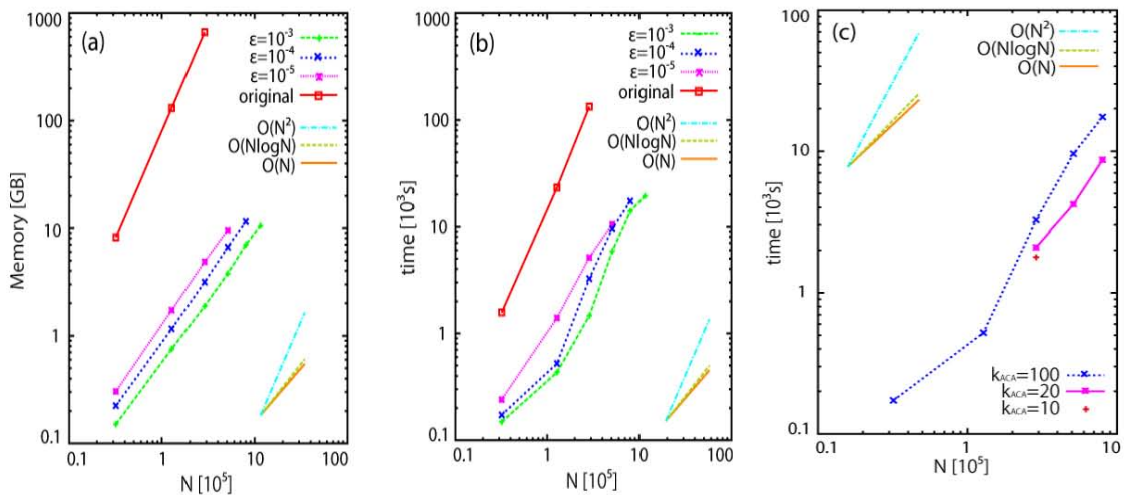 (a)
1000
100
10
1
0.1
Memory [GB]
0.1
1
10
100
N [10⁵]
ε=10⁻³
ε=10⁻⁴
ε=10⁻⁵
original
O(N²)
O(NlogN)
O(N)
(b)
1000
100
10
1
0.1
time [10³s]
0.1
1
10
100
N [10⁵]
ε=10⁻³
ε=10⁻⁴
ε=10⁻⁵
original
O(N²)
O(NlogN)
O(N)
(c)
100
10
1
0.1
time [10³s]
0.1
1
10
N [10⁵]
O(N²)
O(NlogN)
O(N)
k_ACA=100
k_ACA=20
k_ACA=10